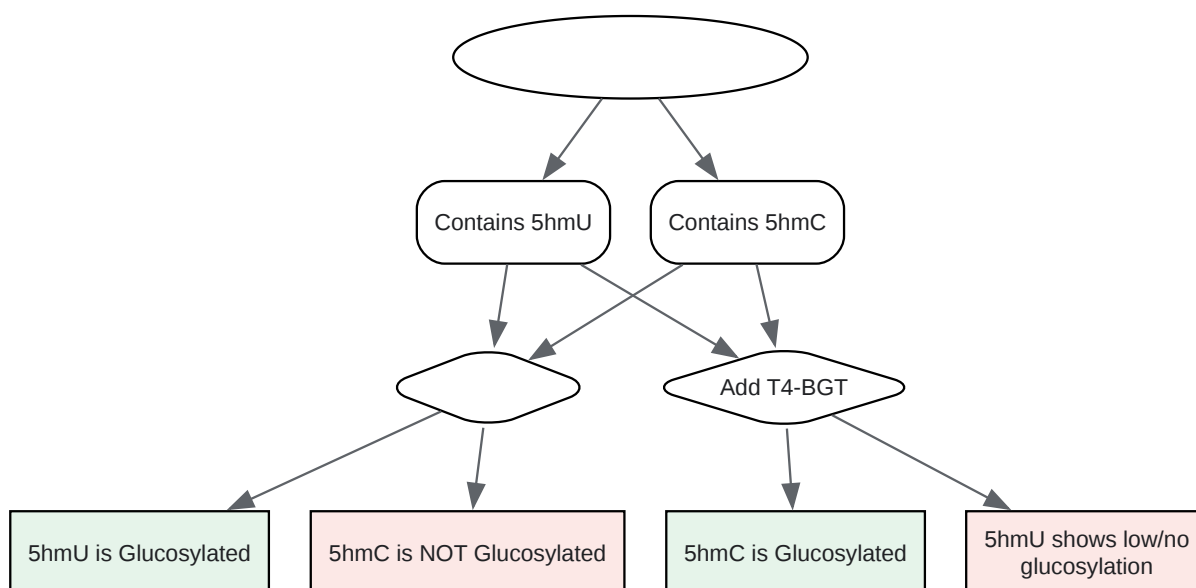 Contains 5hmU
Contains 5hmC
Add T4-BGT
5hmU is Glucosylated
5hmC is NOT Glucosylated
5hmC is Glucosylated
5hmU shows low/no
glucosylation